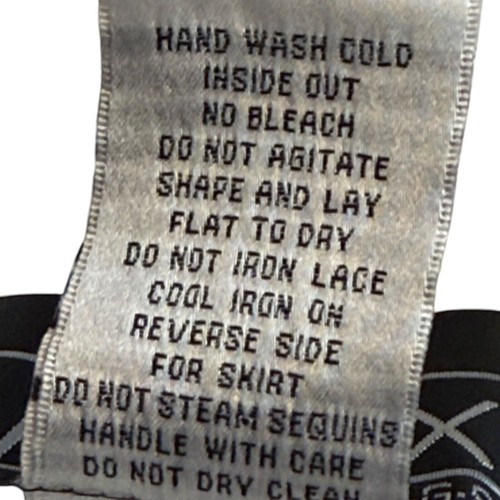 HAND WASH COLD
INSIDE OUT
NO BLEACH
DO NOT AGITATE
SHAPE AND LAY
FLAT TO DRY
DO NOT IRON LACE
COOL IRON ON
REVERSE SIDE
FOR SKIRT
DO NOT STEAM SEQUINS
HANDLE WITH CARE
DO NOT DRY CLEAN